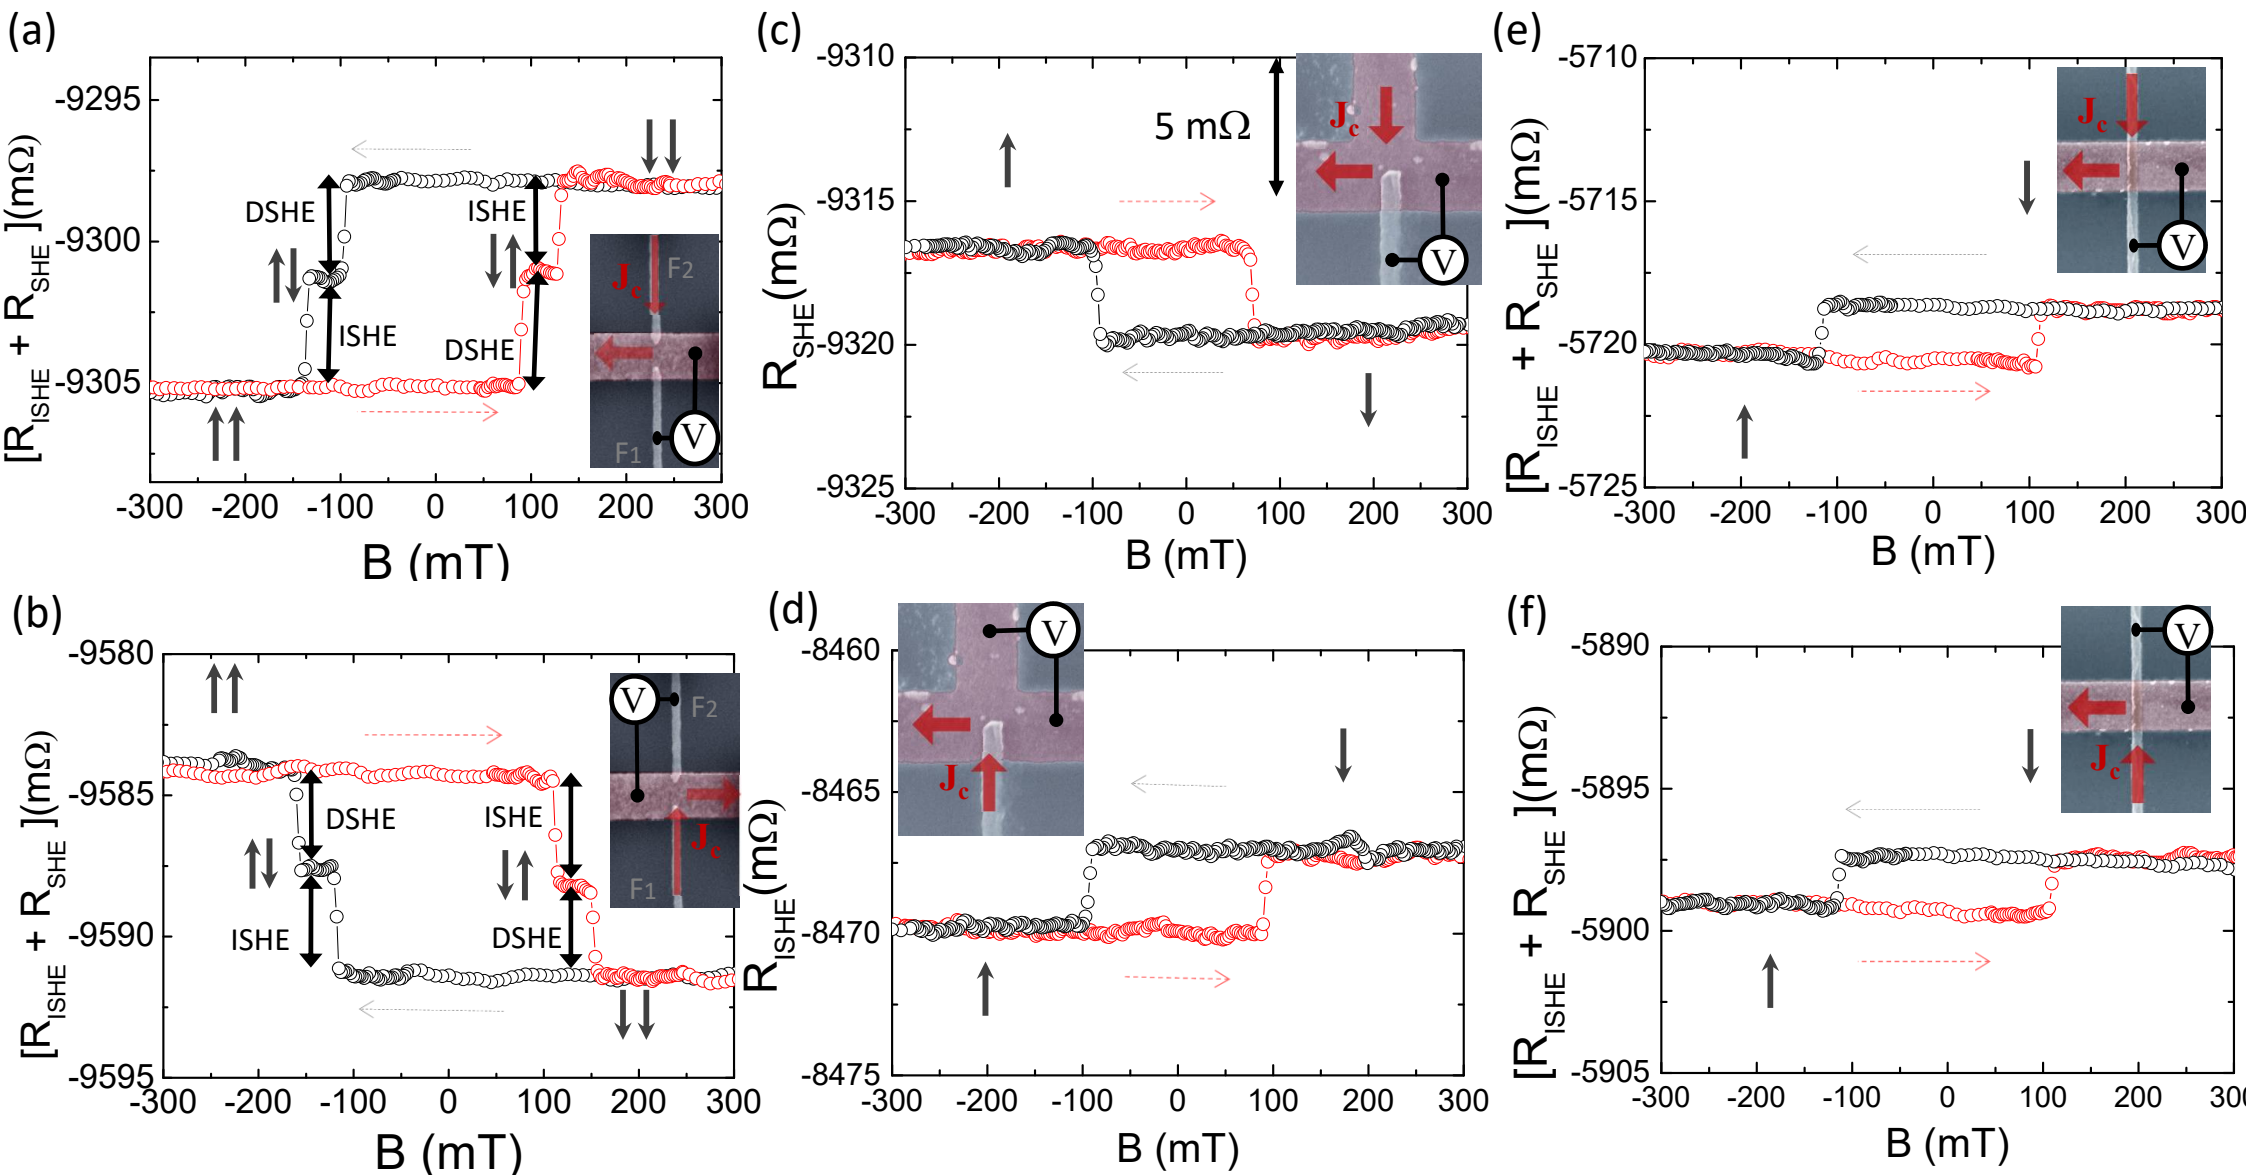 (a)
[R_ISHE + R_SHE](mΩ)
-9295
-9300
-9305
DSHE
ISHE
ISHE
DSHE
J_c
F2
F1
V
-300 -200 -100 0 100 200 300
B (mT)
(c)
R_SHE(mΩ)
-9310
-9315
-9320
-9325
5 mΩ
J_c
V
-300 -200 -100 0 100 200 300
B (mT)
(e)
[R_ISHE + R_SHE](mΩ)
-5710
-5715
-5720
-5725
J_c
V
-300 -200 -100 0 100 200 300
B (mT)
(b)
[R_ISHE + R_SHE](mΩ)
-9580
-9585
-9590
-9595
DSHE
ISHE
ISHE
DSHE
V
F2
J_c
F1
-300 -200 -100 0 100 200 300
B (mT)
(d)
R_ISHE(mΩ)
-8460
-8465
-8470
-8475
V
J_c
-300 -200 -100 0 100 200 300
B (mT)
(f)
[R_ISHE + R_SHE](mΩ)
-5890
-5895
-5900
-5905
V
J_c
-300 -200 -100 0 100 200 300
B (mT)